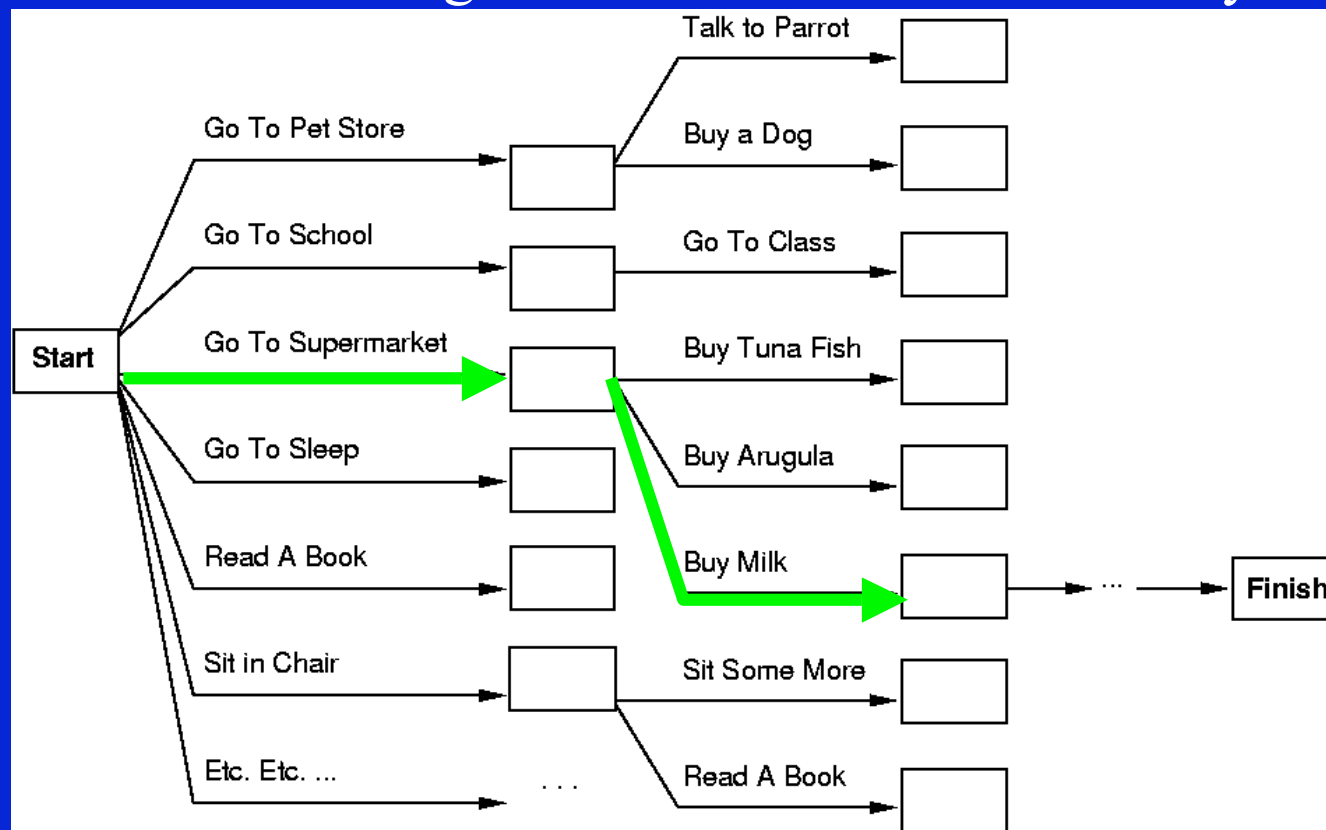 Talk to Parrot
Go To Pet Store
Buy a Dog
Go To School
Go To Class
Start
Go To Supermarket
Buy Tuna Fish
Go To Sleep
Buy Arugula
Read A Book
Buy Milk
...
Finish
Sit in Chair
Sit Some More
Etc. Etc. ...
. . .
Read A Book